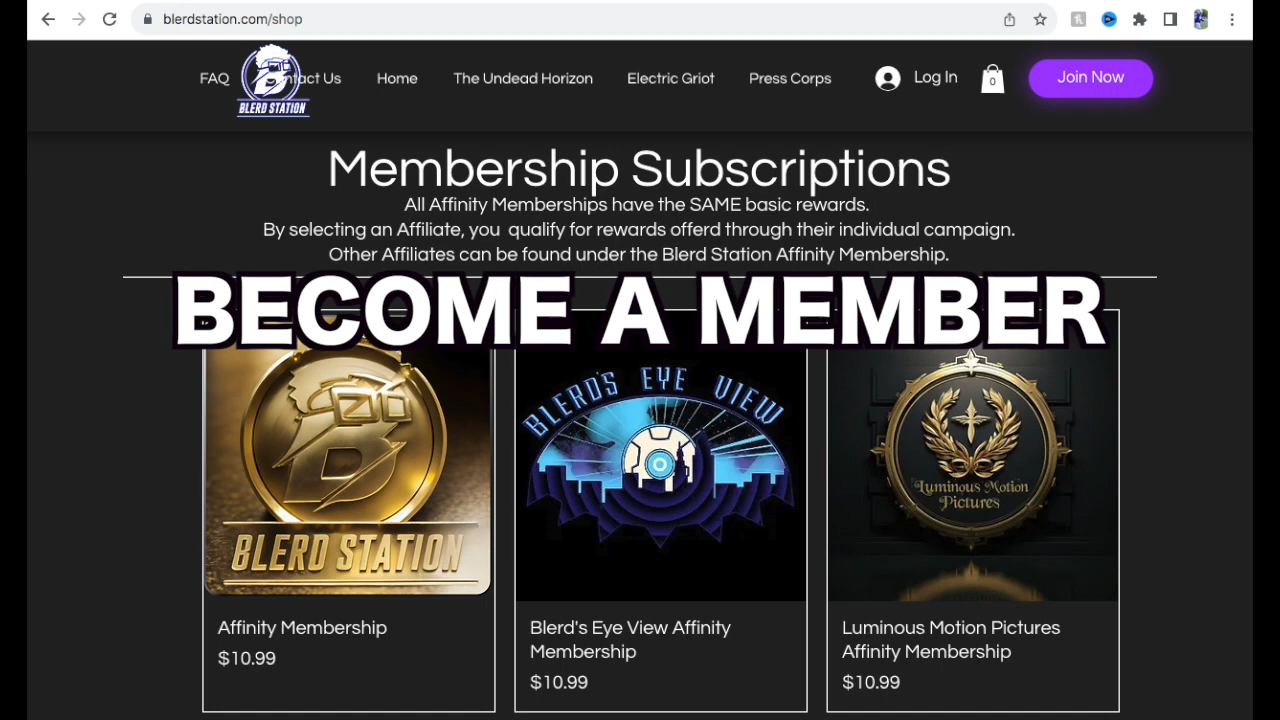 blerdstation.com/shop
FAQ
ntact Us
Home
The Undead Horizon
Electric Griot
Press Corps
Log In
0
Join Now
BLERD STATION
Membership Subscriptions
All Affinity Memberships have the SAME basic rewards.
By selecting an Affiliate, you qualify for rewards offerd through their individual campaign.
Other Affiliates can be found under the Blerd Station Affinity Membership.
BECOME A MEMBER
B
BLERD STATION
BLERD'S EYE VIEW
Luminous Motion
Pictures
Affinity Membership
$10.99
Blerd's Eye View Affinity
Membership
$10.99
Luminous Motion Pictures
Affinity Membership
$10.99